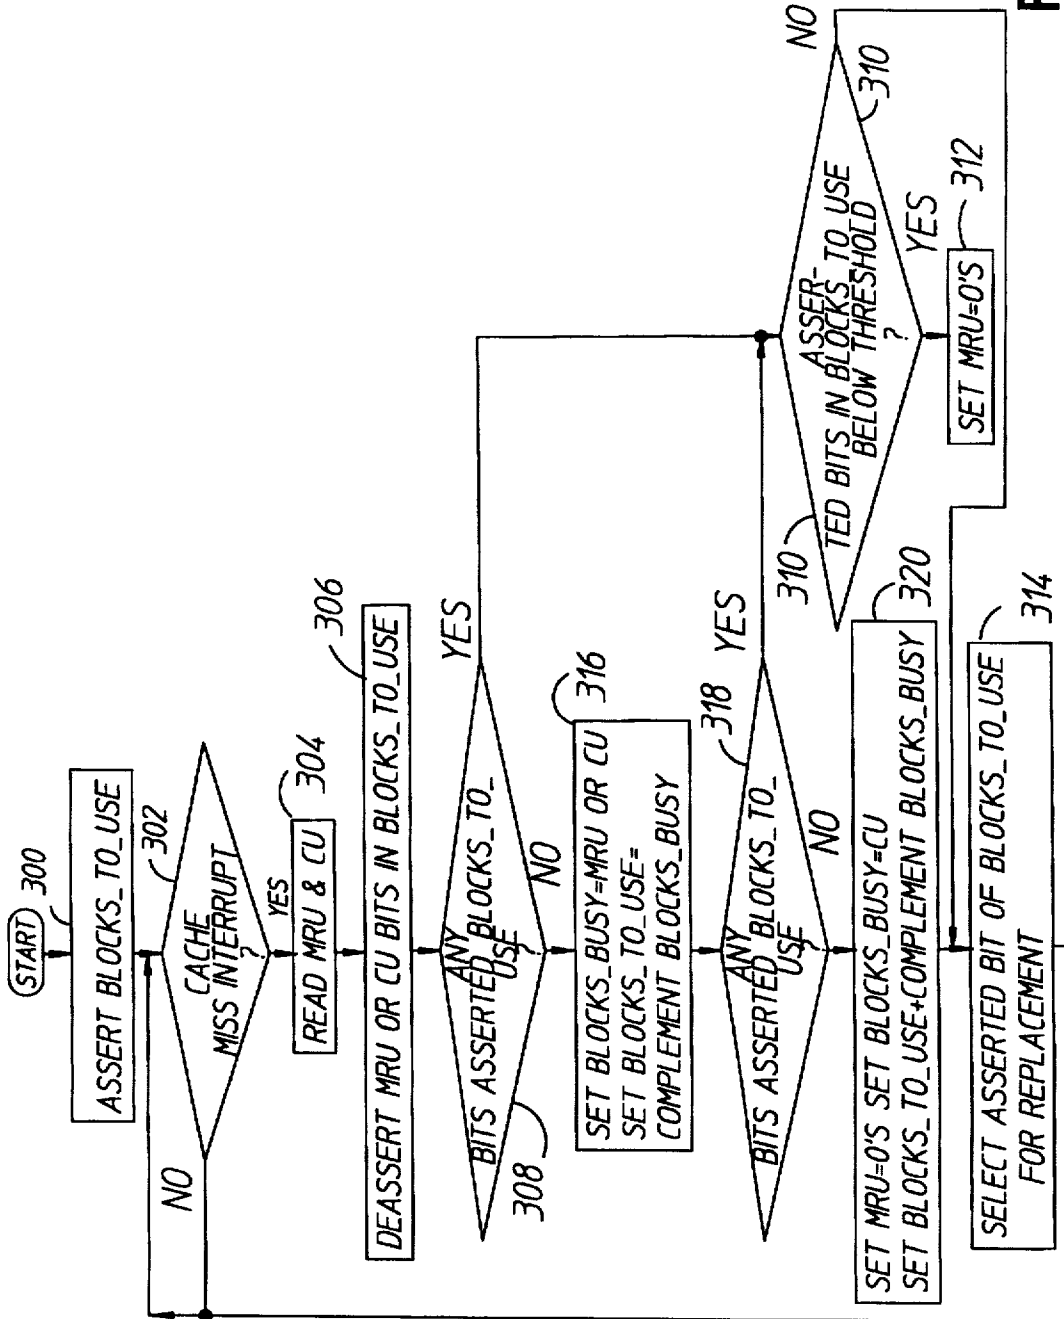 START
300
ASSERT BLOCKS_TO_USE
302
CACHE
MISS INTERRUPT
?
NO
YES
304
READ MRU & CU
306
DEASSERT MRU OR CU BITS IN BLOCKS_TO_USE
ANY
BITS ASSERTED BLOCKS_TO_
USE
?
308
YES
NO
316
SET BLOCKS_BUSY=MRU OR CU
SET BLOCKS_TO_USE=
COMPLEMENT BLOCKS_BUSY
318
ANY
BITS ASSERTED BLOCKS_TO_
USE
?
YES
NO
ASSER-
TED BITS IN BLOCKS_TO_USE
BELOW THRESHOLD
?
310
310
NO
YES
312
SET MRU=0'S
320
SET MRU=0'S SET BLOCKS_BUSY=CU
SET BLOCKS_TO_USE+COMPLEMENT BLOCKS_BUSY
314
SELECT ASSERTED BIT OF BLOCKS_TO_USE
FOR REPLACEMENT